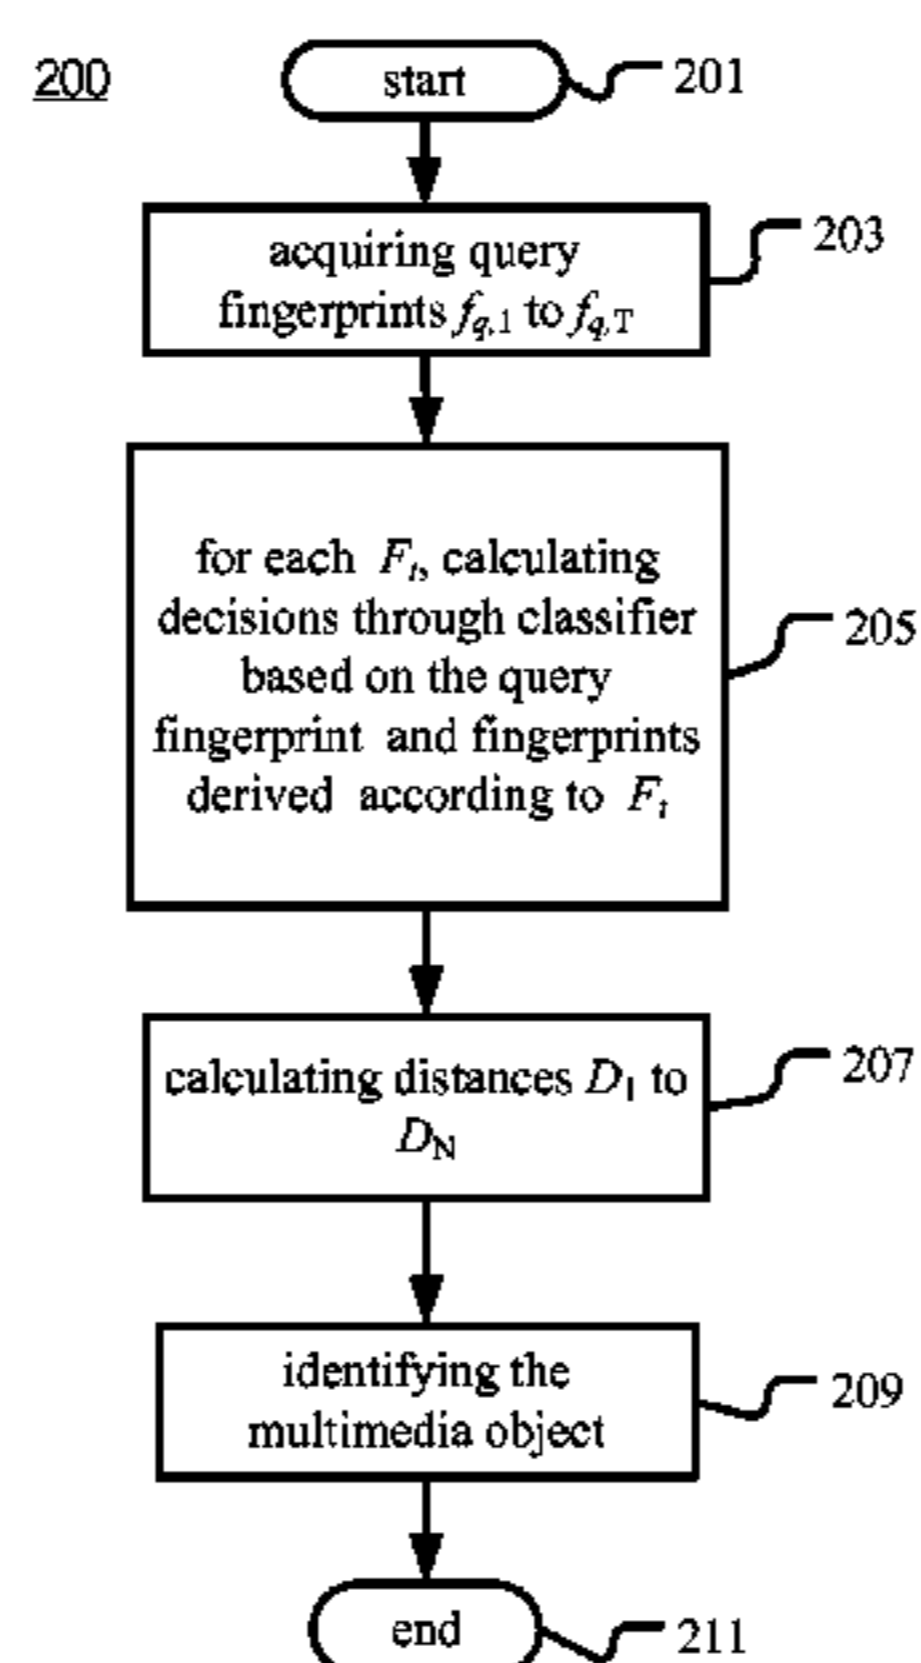 200
start
201
acquiring query
fingerprints f_{q,1} to f_{q,T}
203
for each F_t, calculating
decisions through classifier
based on the query
fingerprint and fingerprints
derived according to F_t
205
calculating distances D_1 to
D_N
207
identifying the
multimedia object
209
end
211